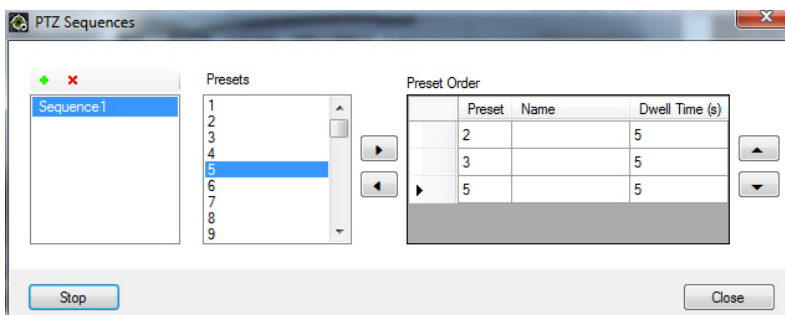 PTZ Sequences
Presets
Preset Order
Sequence1
1
2
3
4
5
6
7
8
9
Preset Name Dwell Time (s)
2 5
3 5
5 5
Stop
Close